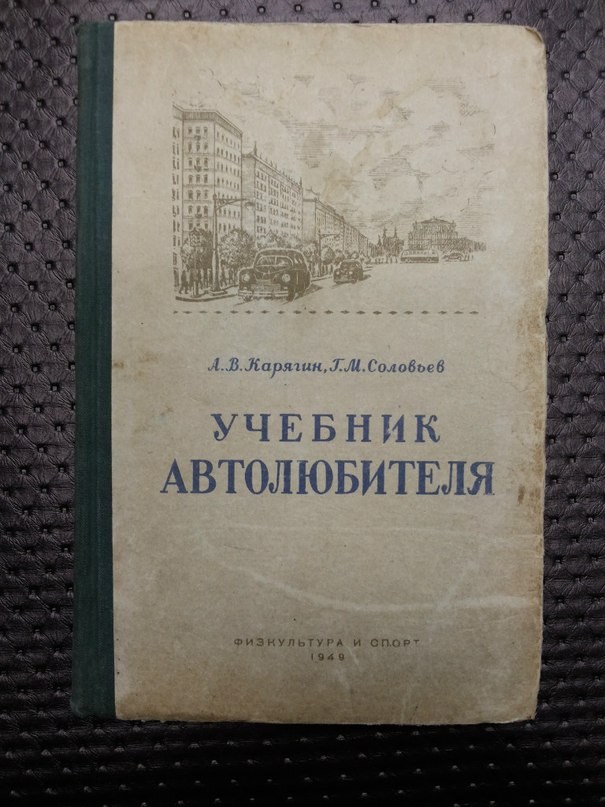 А.В. Карягин, Г.М. Соловьев
УЧЕБНИК
АВТОЛЮБИТЕЛЯ
ФИЗКУЛЬТУРА И СПОРТ
1949